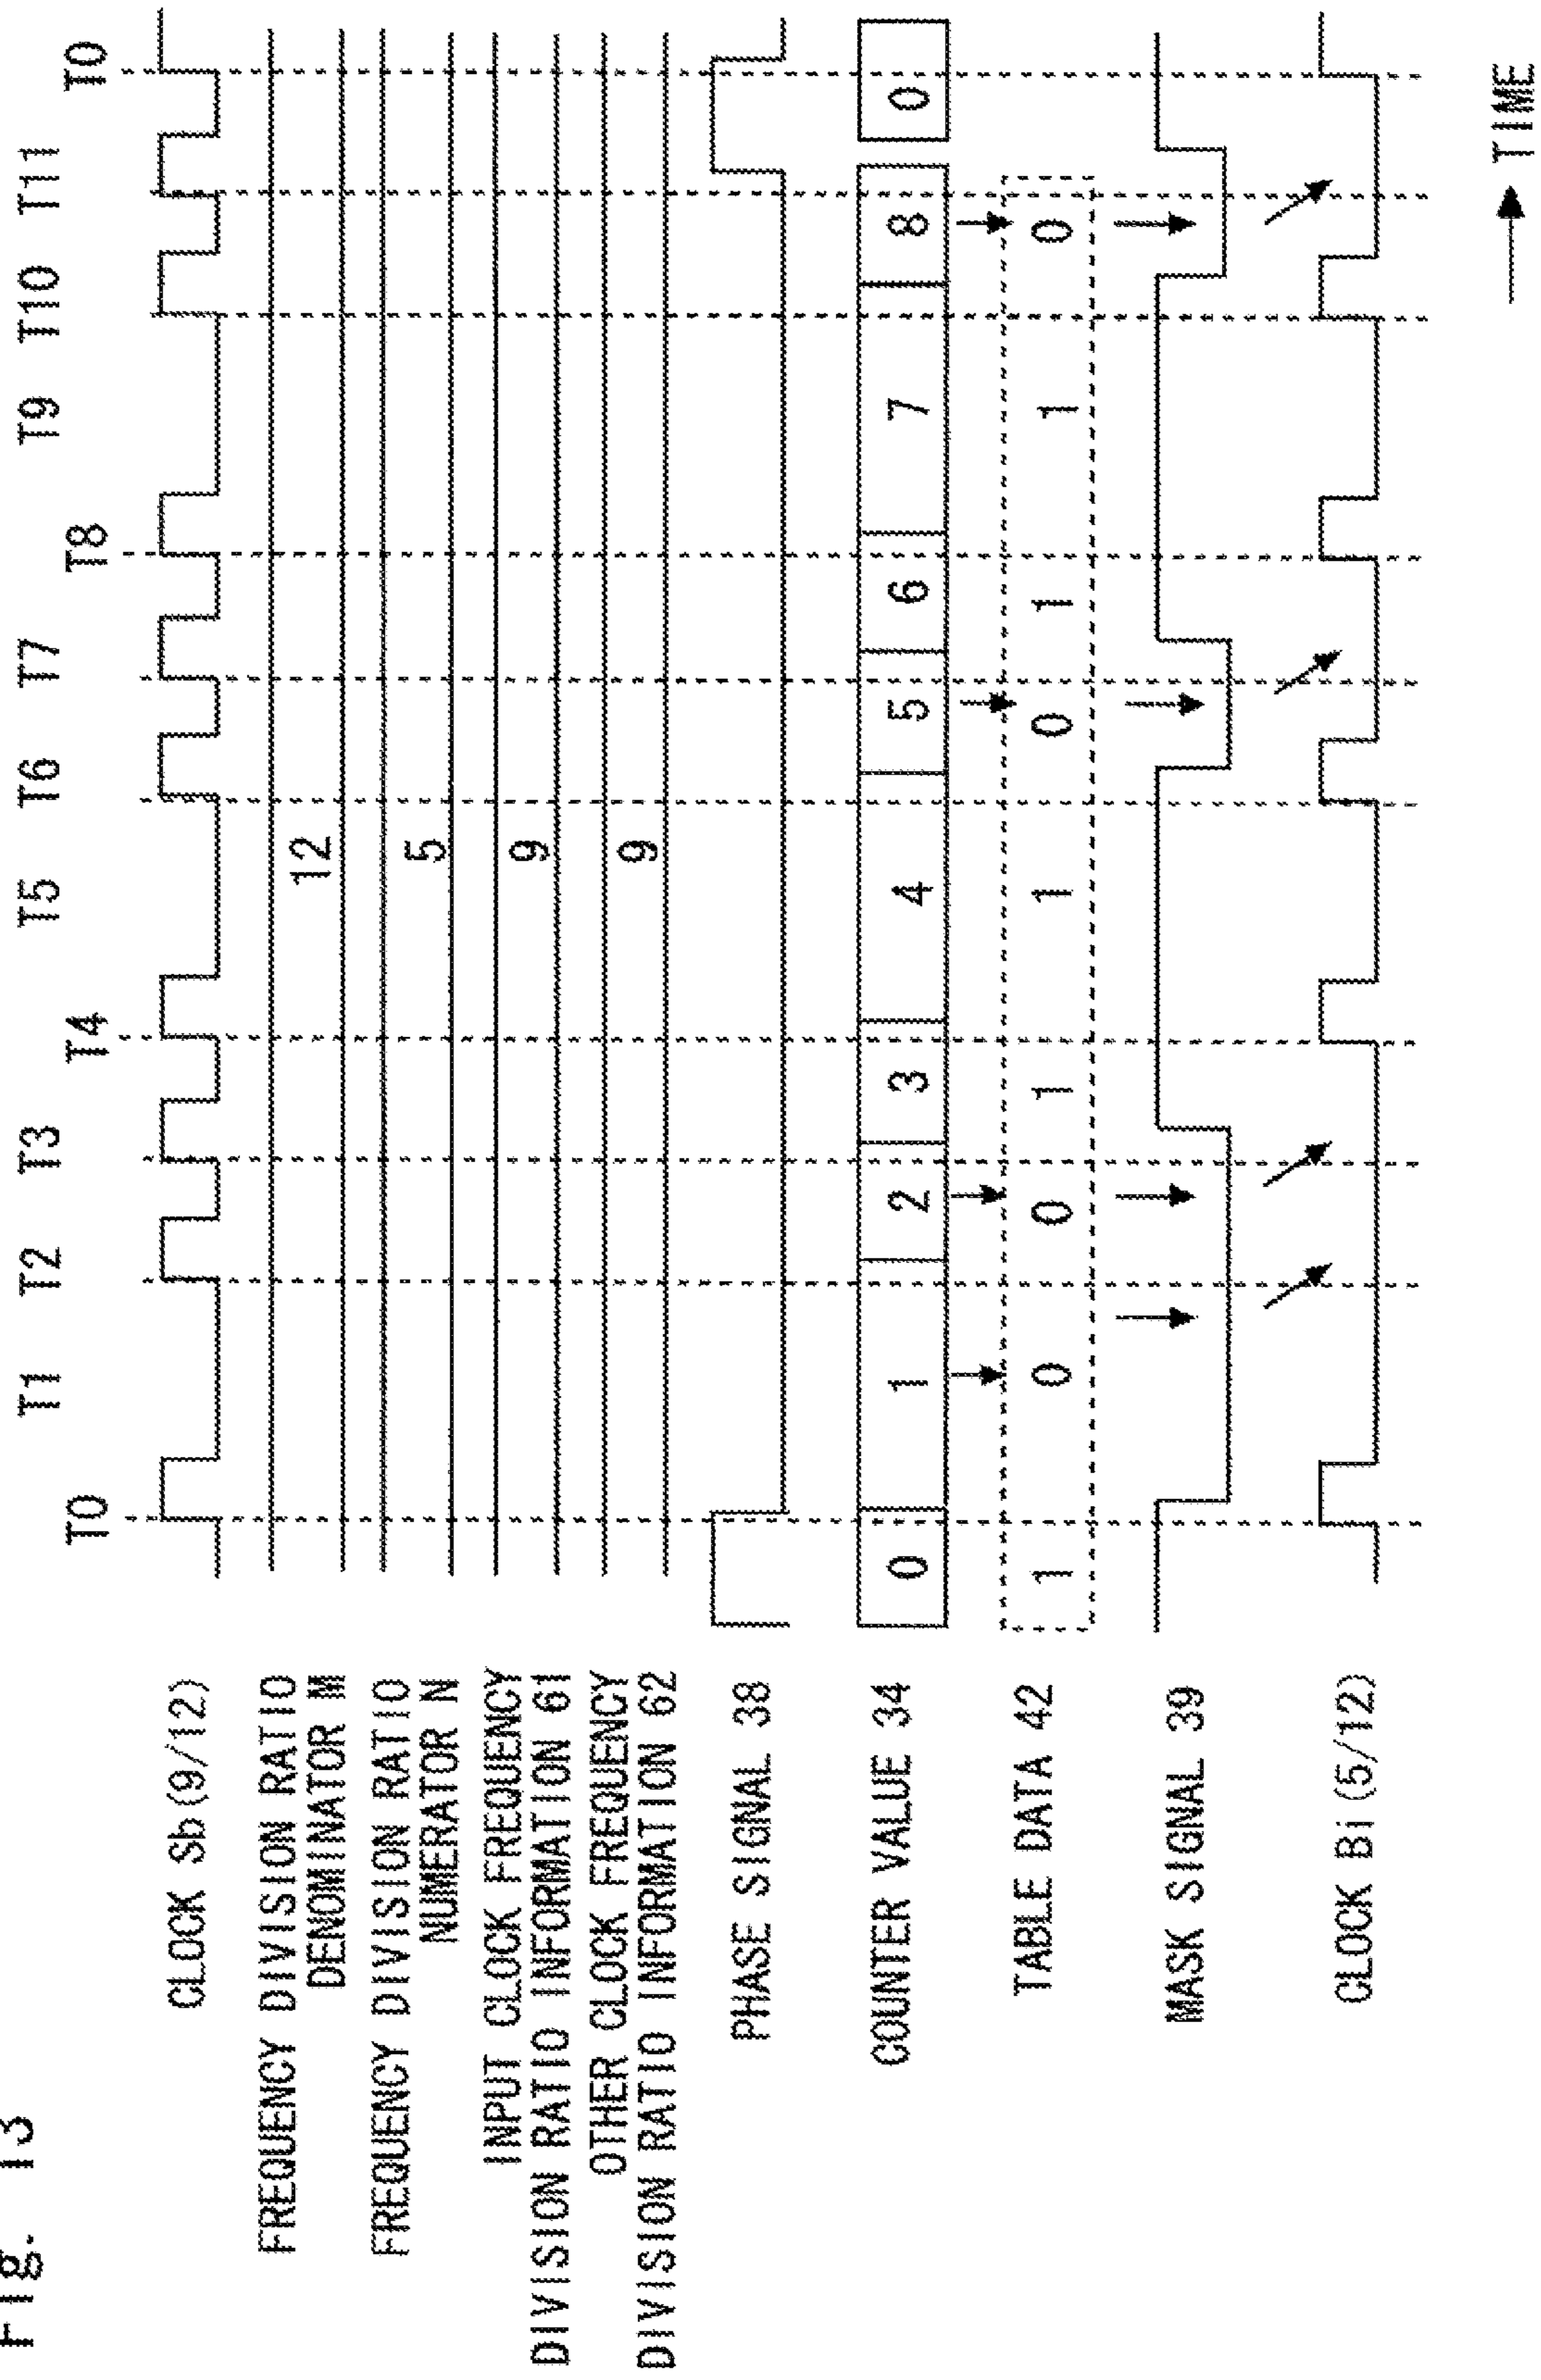 Fig. 13
T0 T1 T2 T3 T4 T5 T6 T7 T8 T9 T10 T11 T0
CLOCK Sb(9/12)
FREQUENCY DIVISION RATIO
DENOMINATOR M
12
FREQUENCY DIVISION RATIO
NUMERATOR N
5
INPUT CLOCK FREQUENCY
DIVISION RATIO INFORMATION 61
9
OTHER CLOCK FREQUENCY
DIVISION RATIO INFORMATION 62
9
PHASE SIGNAL 38
COUNTER VALUE 34
0 1 2 3 4 5 6 7 8 0
TABLE DATA 42
1 0 0 1 1 0 1 1 0
MASK SIGNAL 39
CLOCK Bi(5/12)
TIME